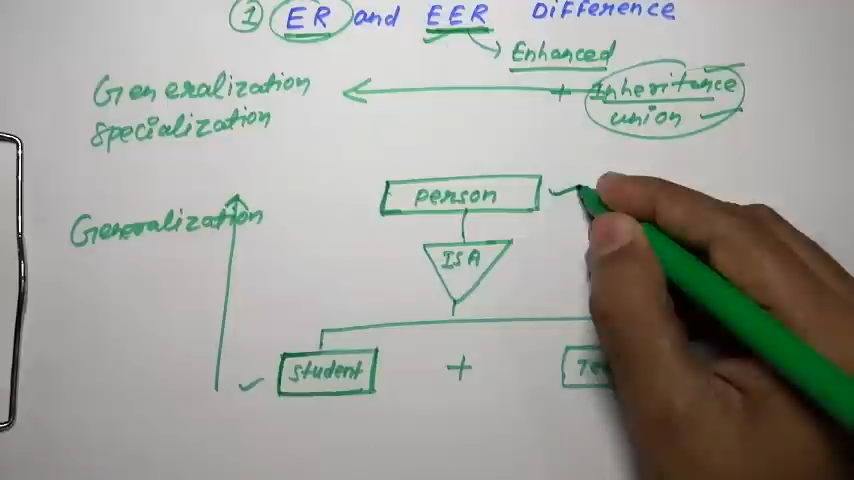 ① ER and EER Difference
Enhanced
Generalization
+ Inheritance
specialization
union
person
Generalization
ISA
student +